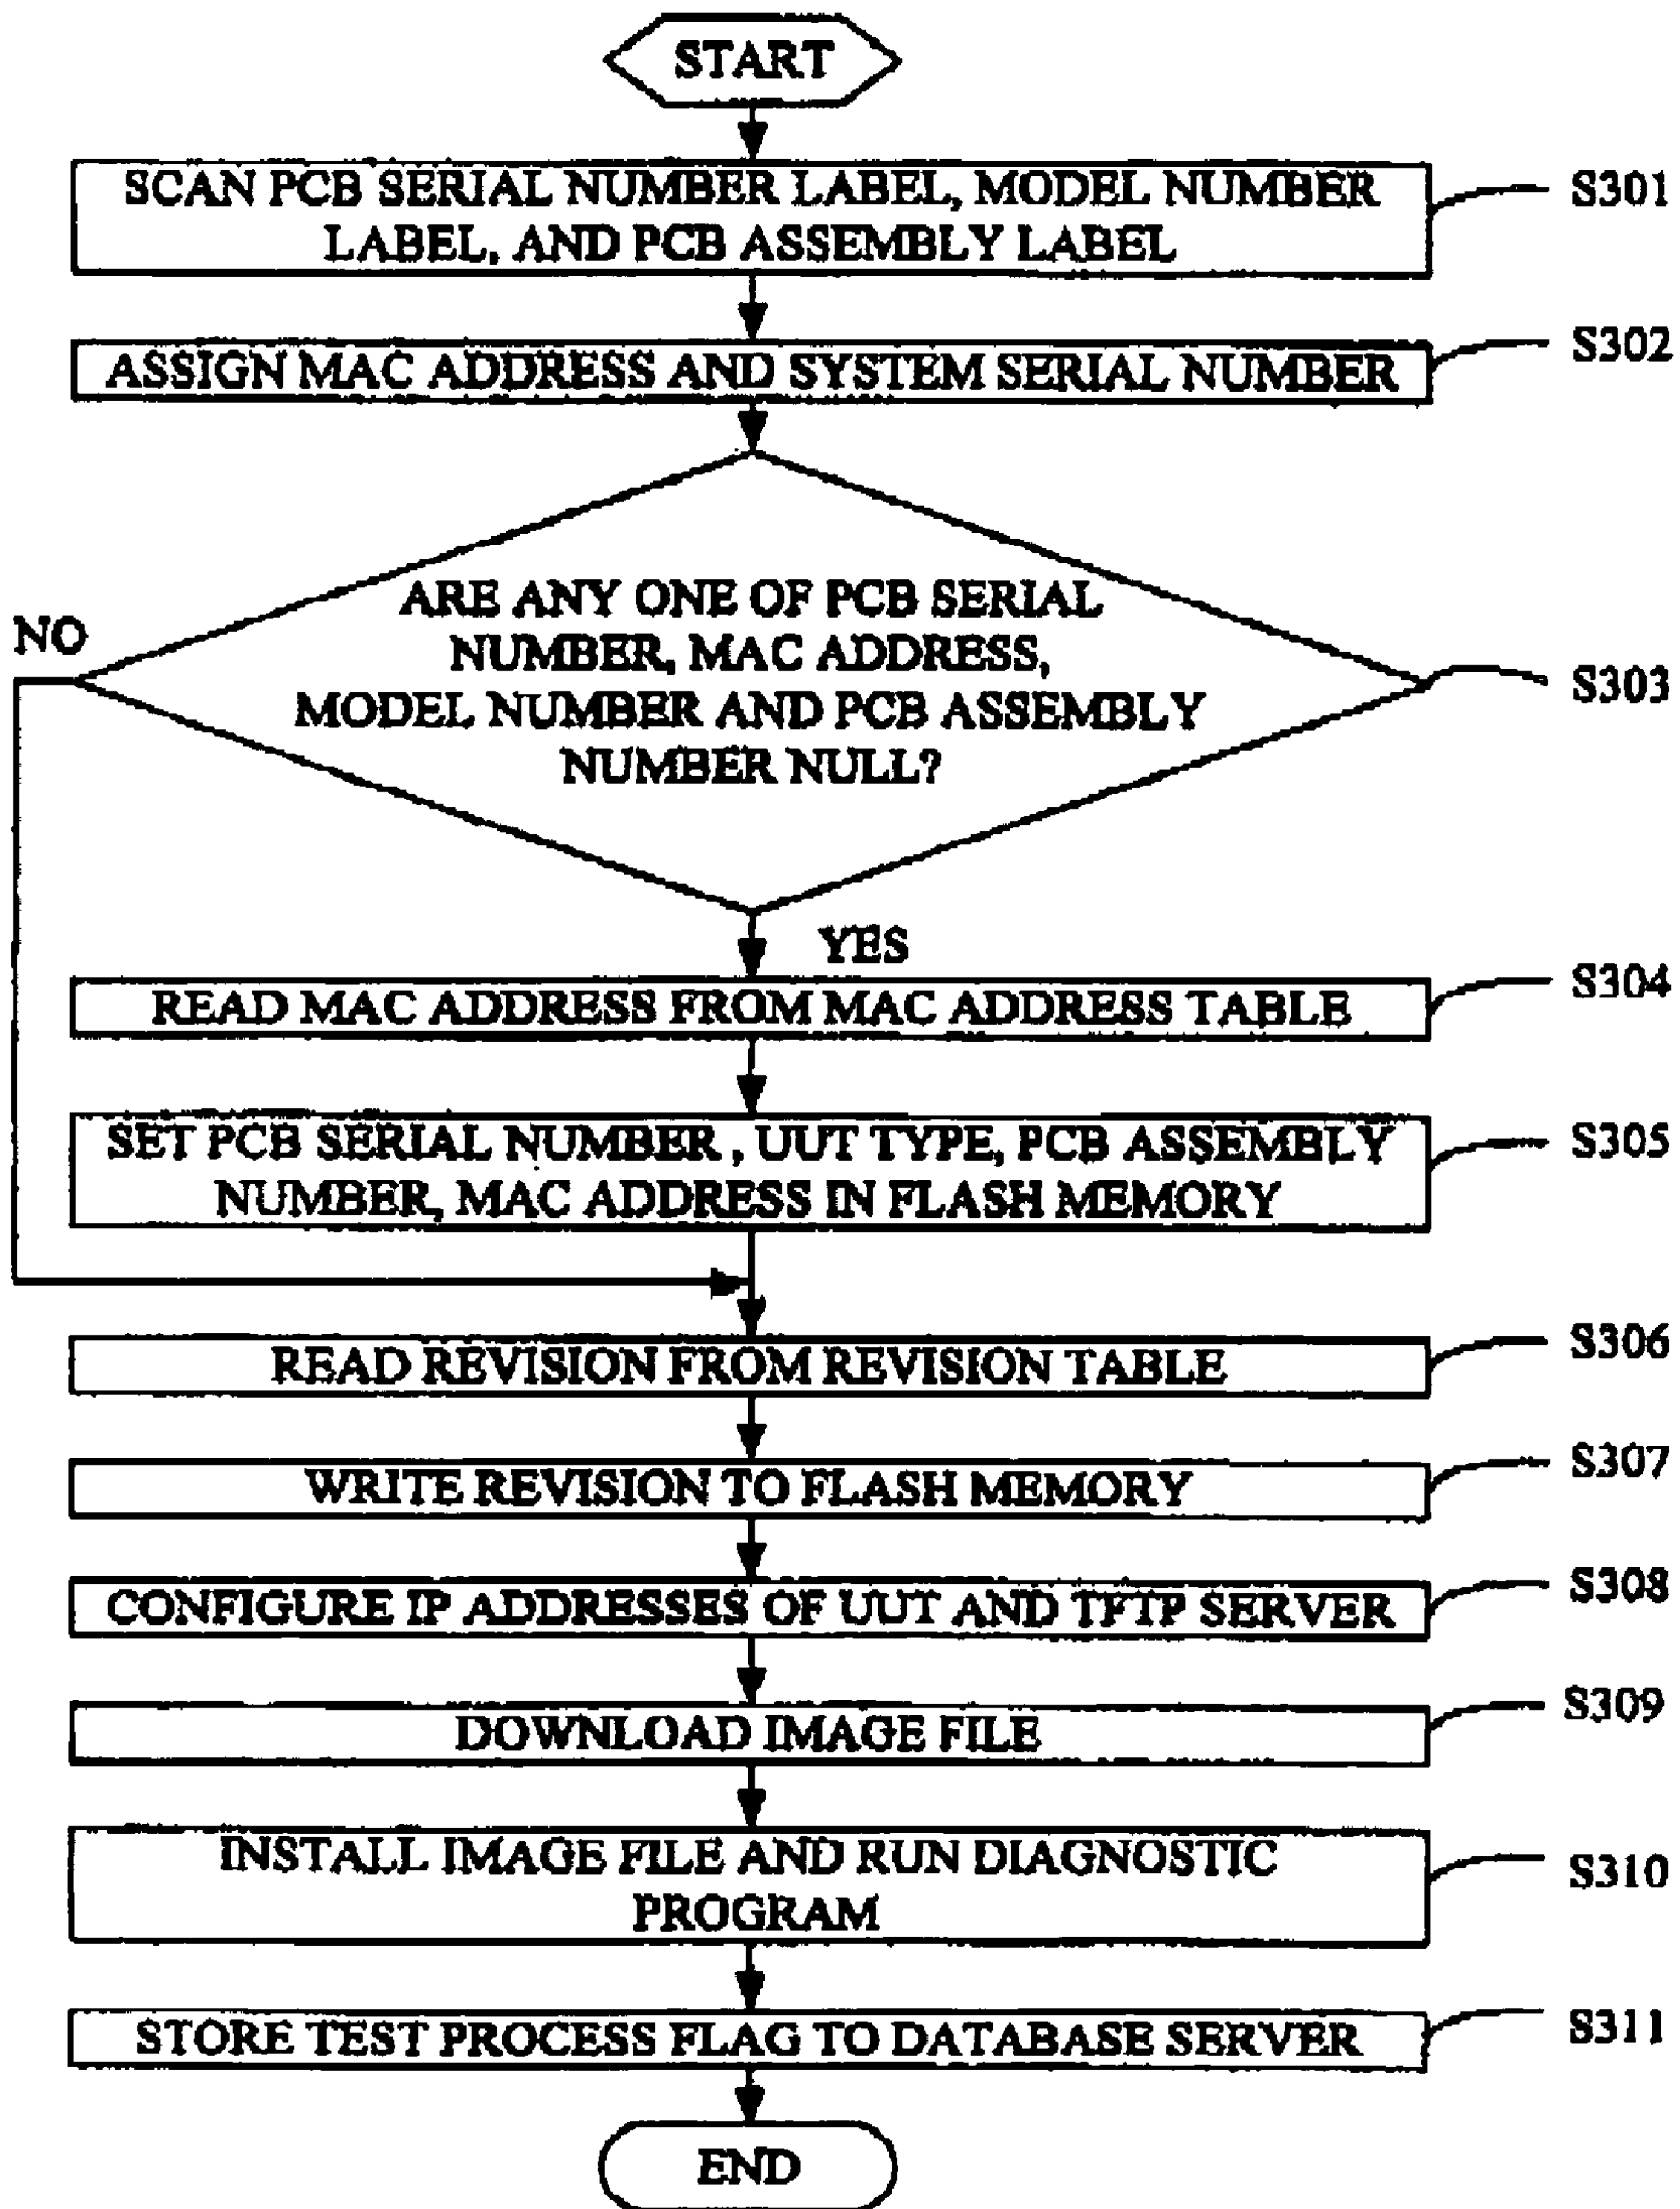 START
SCAN PCB SERIAL NUMBER LABEL, MODEL NUMBER
LABEL, AND PCB ASSEMBLY LABEL
S301
ASSIGN MAC ADDRESS AND SYSTEM SERIAL NUMBER
S302
ARE ANY ONE OF PCB SERIAL
NUMBER, MAC ADDRESS,
MODEL NUMBER AND PCB ASSEMBLY
NUMBER NULL?
NO
S303
YES
READ MAC ADDRESS FROM MAC ADDRESS TABLE
S304
SET PCB SERIAL NUMBER , UUT TYPE, PCB ASSEMBLY
NUMBER, MAC ADDRESS IN FLASH MEMORY
S305
READ REVISION FROM REVISION TABLE
S306
WRITE REVISION TO FLASH MEMORY
S307
CONFIGURE IP ADDRESSES OF UUT AND TFTP SERVER
S308
DOWNLOAD IMAGE FILE
S309
INSTALL IMAGE FILE AND RUN DIAGNOSTIC
PROGRAM
S310
STORE TEST PROCESS FLAG TO DATABASE SERVER
S311
END